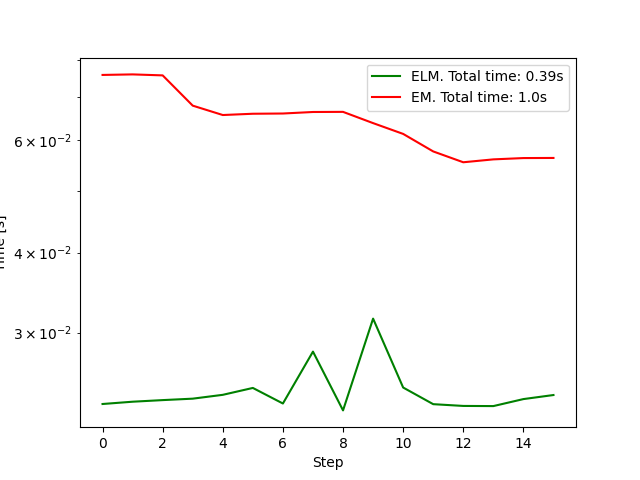 ELM. Total time: 0.39s
EM. Total time: 1.0s
6 × 10⁻²
4 × 10⁻²
3 × 10⁻²
0 2 4 6 8 10 12 14
Step